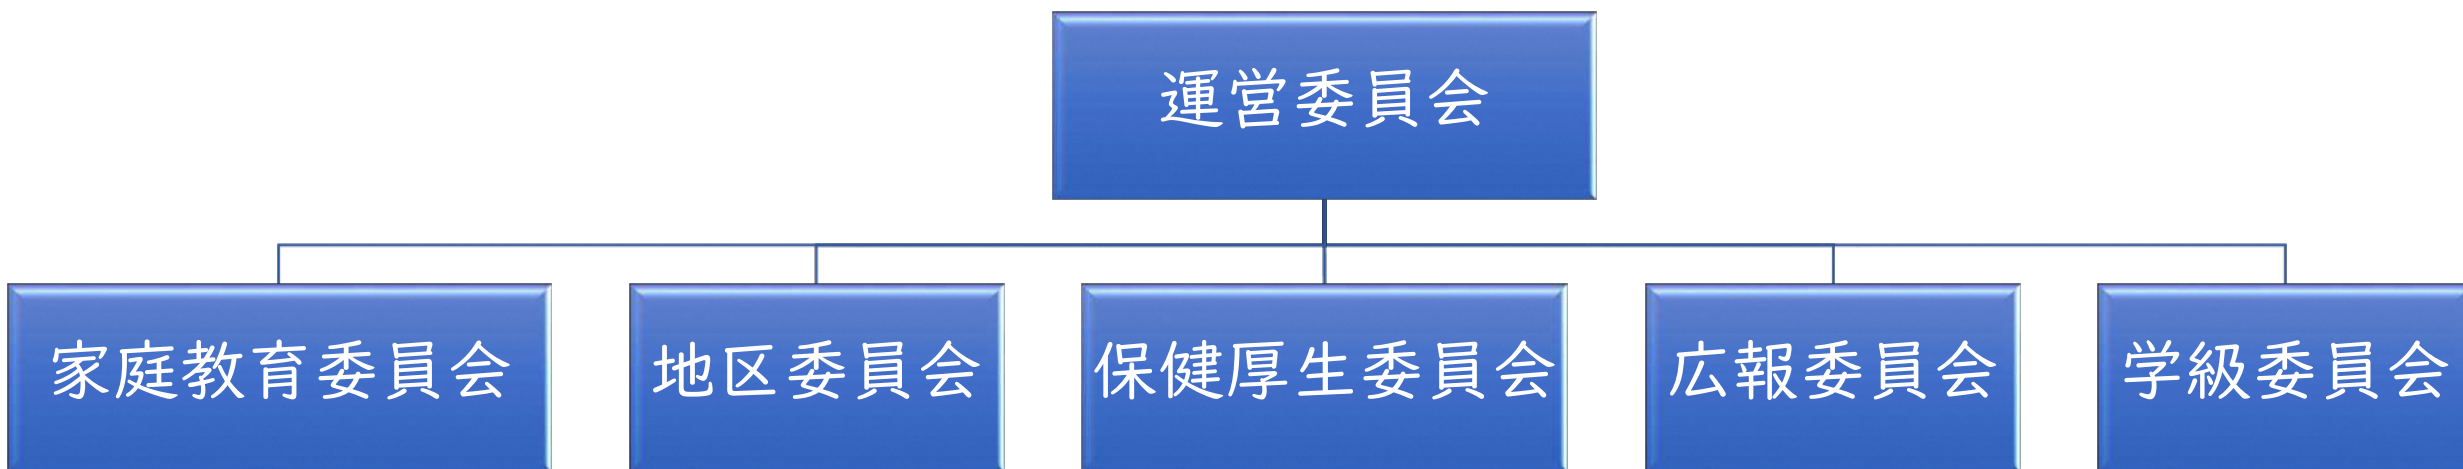 運営委員会
家庭教育委員会
地区委員会
保健厚生委員会
広報委員会
学級委員会